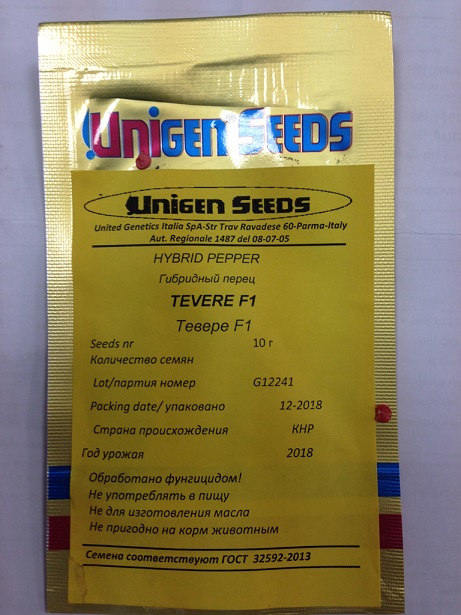 UNIGEN SEEDS
UNIGEN SEEDS
United Genetics Italia SpA-Str Trav Ravadese 60-Parma-Italy
Aut. Regionale 1487 del 08-07-05
HYBRID PEPPER
Гибридный перец
TEVERE F1
Тевере F1
Seeds nr 10 г
Количество семян
Lot/партия номер G12241
Packing date/ упаковано 12-2018
Страна происхождения КНР
Год урожая 2018
Обработано фунгицидом!
Не употреблять в пищу
Не для изготовления масла
Не пригодно на корм животным
Семена соответствуют ГОСТ 32592-2013